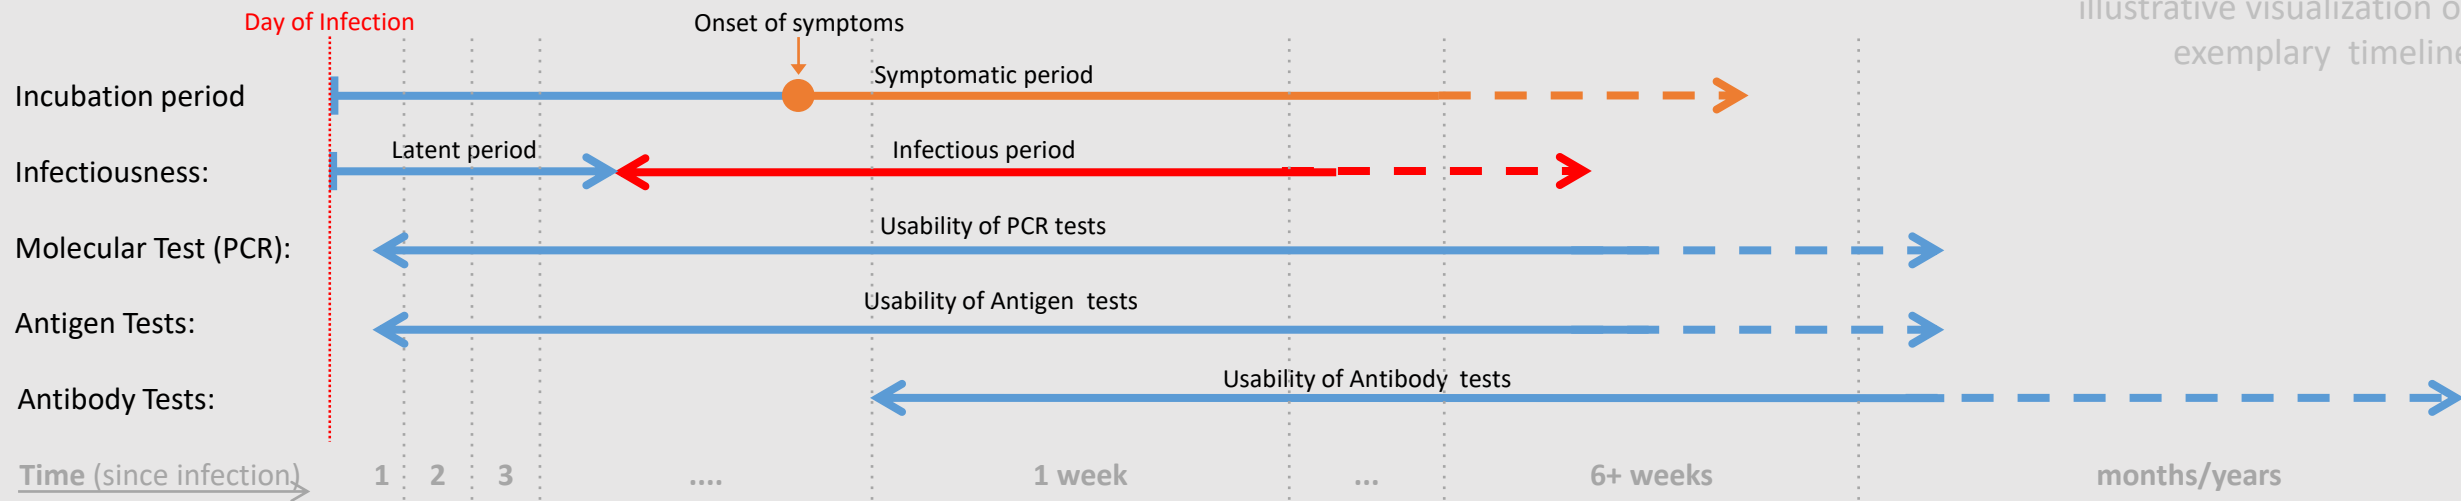 illustrative visualization o
exemplary timeline
Day of Infection
Onset of symptoms
Incubation period
Symptomatic period
Infectiousness:
Latent period
Infectious period
Molecular Test (PCR):
Usability of PCR tests
Antigen Tests:
Usability of Antigen tests
Antibody Tests:
Usability of Antibody tests
Time (since infection) 1 2 3 .... 1 week ... 6+ weeks months/years